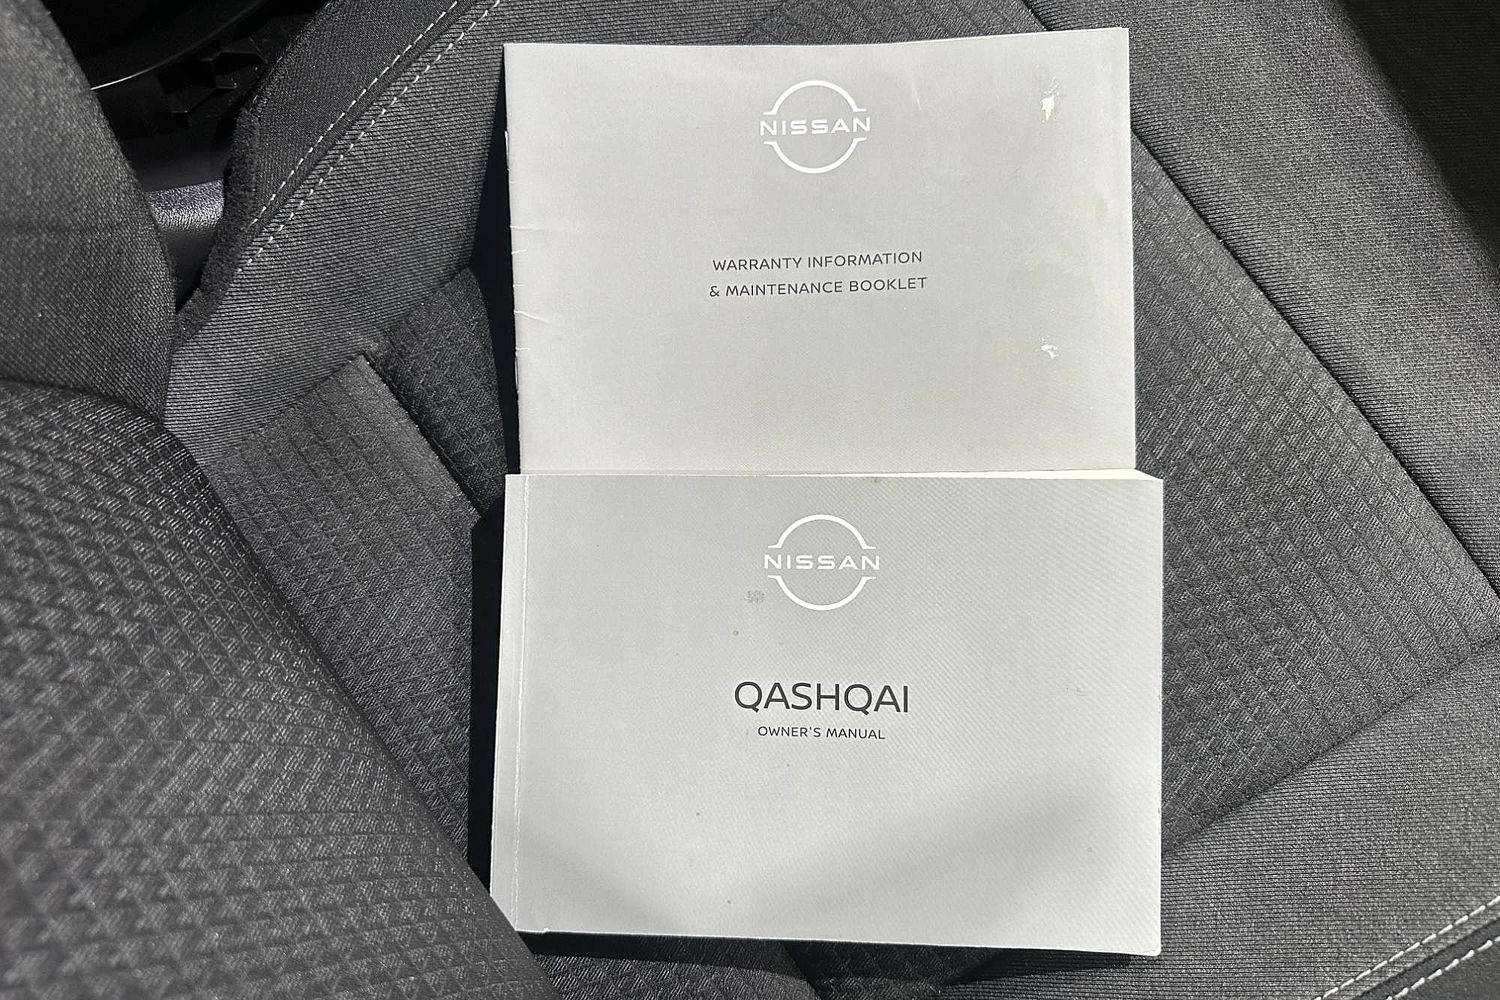 NISSAN
WARRANTY INFORMATION
& MAINTENANCE BOOKLET
NISSAN
QASHQAI
OWNER'S MANUAL